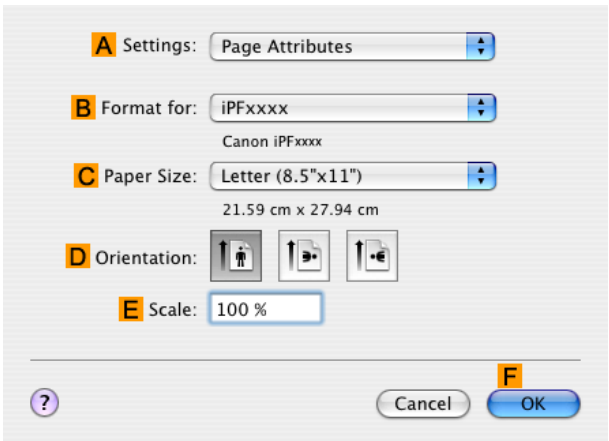 A Settings: Page Attributes
B Format for: iPFxxxx
Canon iPFxxxx
C Paper Size: Letter (8.5"x11")
21.59 cm x 27.94 cm
D Orientation:
E Scale: 100 %
F
? Cancel OK